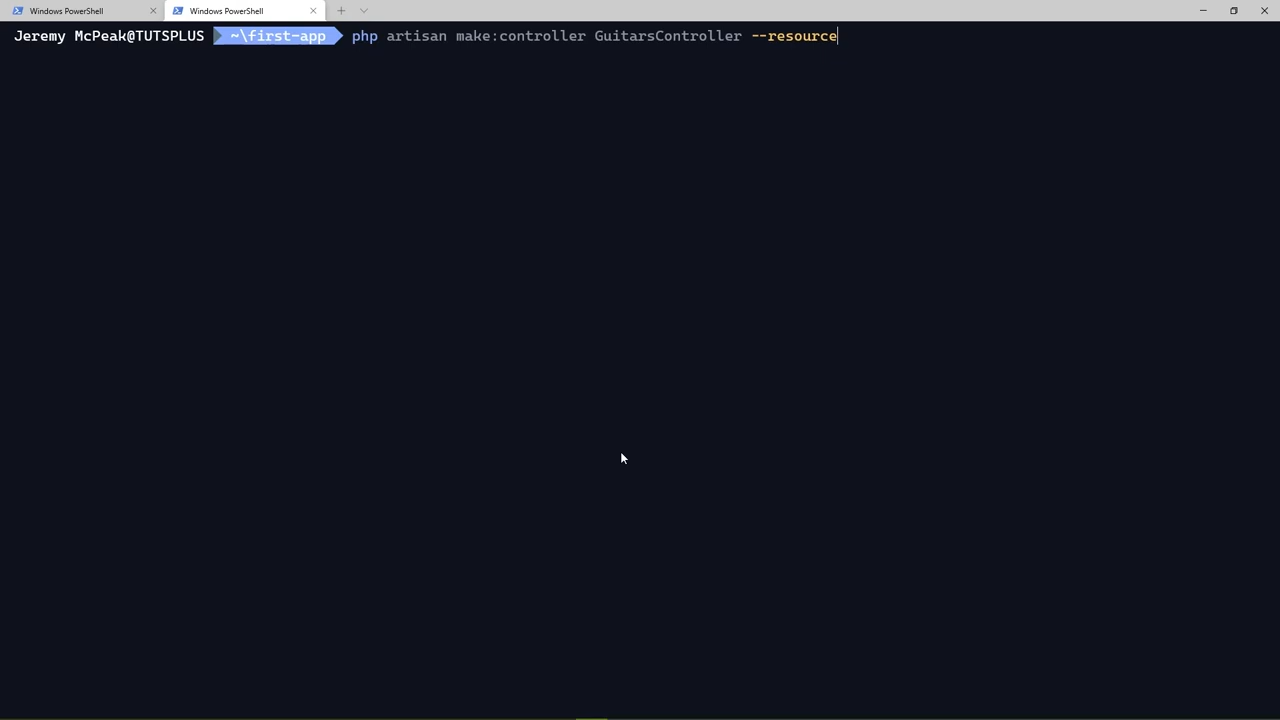 Windows PowerShell
Windows PowerShell
Jeremy McPeak@TUTSPLUS ~\first-app php artisan make:controller GuitarsController --resource